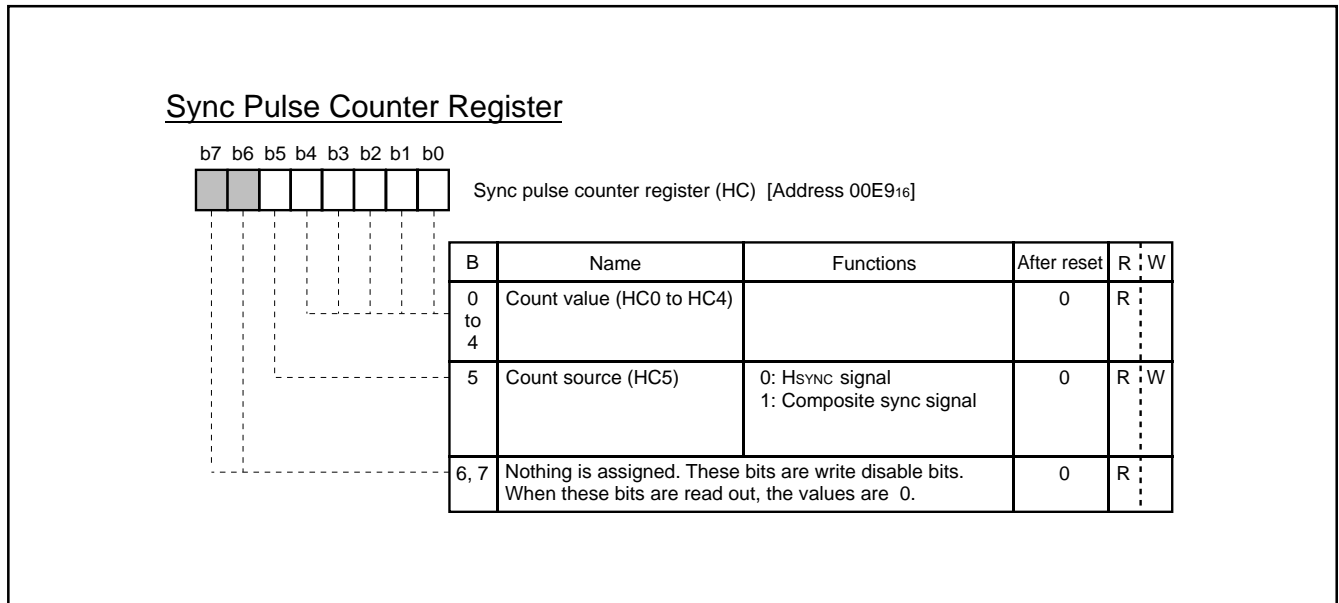 Sync Pulse Counter Register
b7 b6 b5 b4 b3 b2 b1 b0
Sync pulse counter register (HC) [Address 00E916]
B Name Functions After reset R W
0 to 4 Count value (HC0 to HC4) 0 R
5 Count source (HC5) 0: HSYNC signal 0 R W
1: Composite sync signal
6, 7 Nothing is assigned. These bits are write disable bits. 0 R
When these bits are read out, the values are 0.